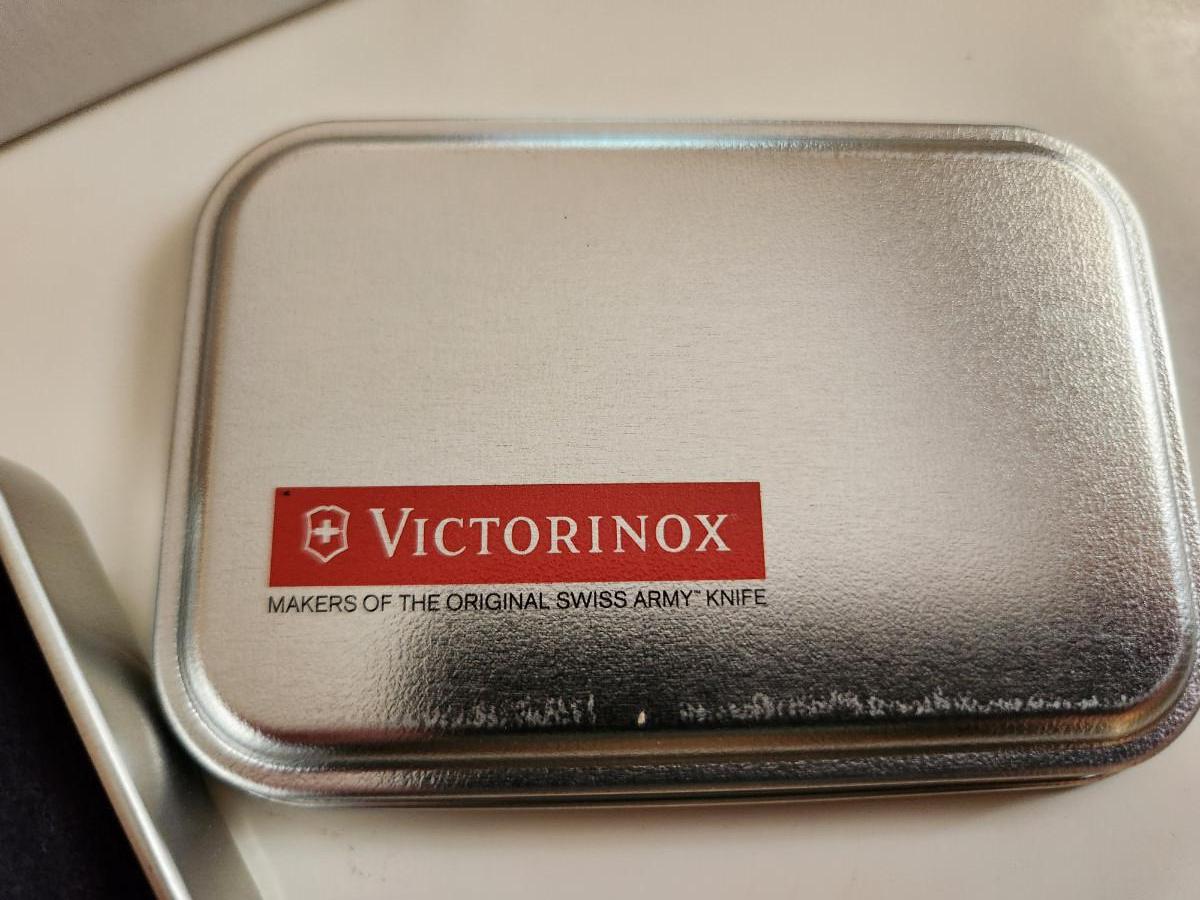 VICTORINOX
MAKERS OF THE ORIGINAL SWISS ARMY™ KNIFE